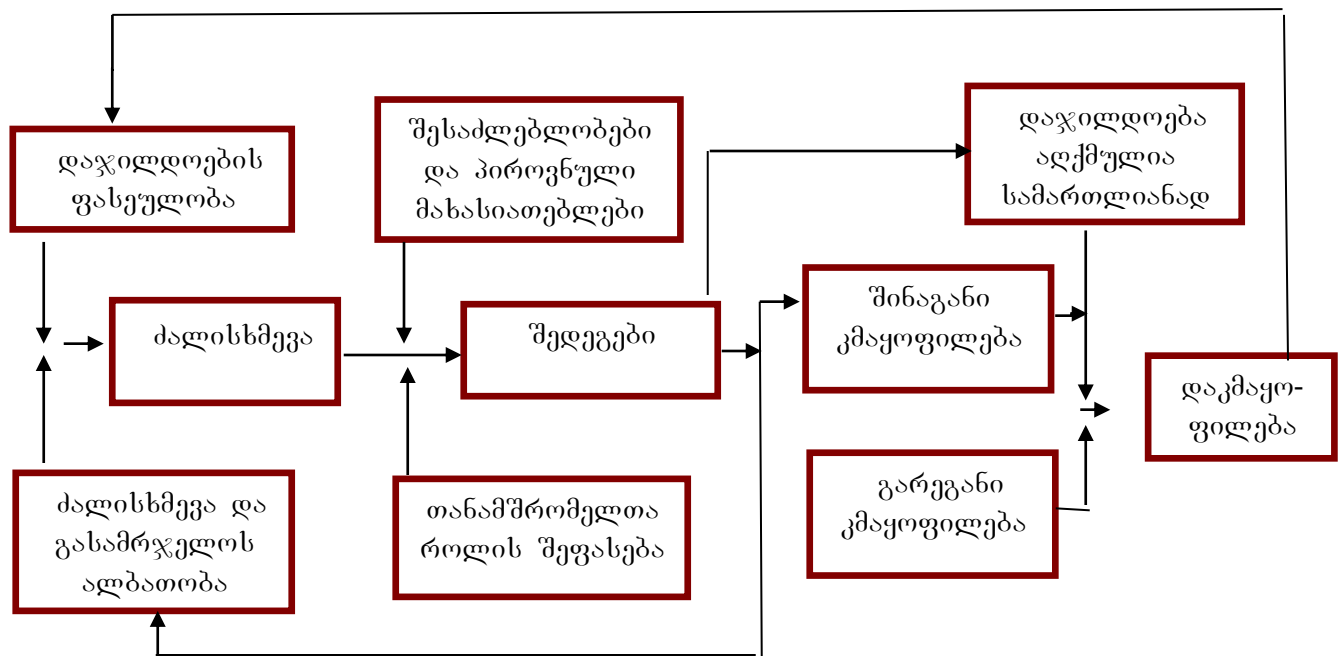 დაჯილდოების
ფასეულობა
შესაძლებლობები
და პიროვნული
მახასიათებლები
დაჯილდოება
აღქმულია
სამართლიანად
ძალისხმევა
შედეგები
შინაგანი
კმაყოფილება
დაკმაყო-
ფილება
ძალისხმევა და
გასამრჯელოს
ალბათობა
თანამშრომელთა
როლის შეფასება
გარეგანი
კმაყოფილება